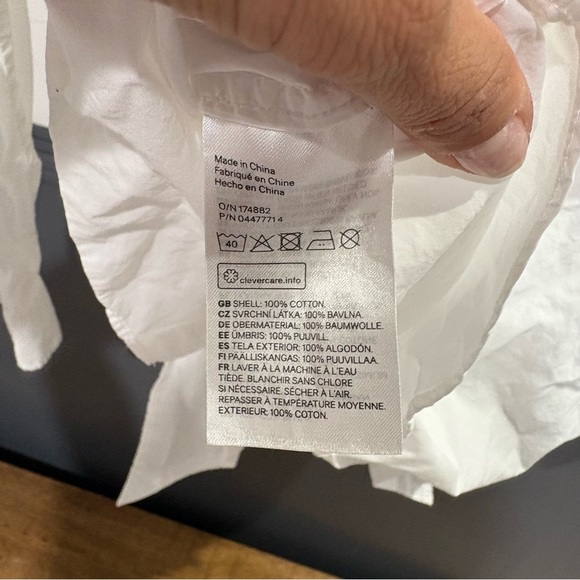 Made in China
Fabriqué en Chine
Hecho en China
O/N 174882
P/N 0447771 4
40
clevercare.info
GB SHELL: 100% COTTON.
CZ SVRCHNÍ LÁTKA: 100% BAVLNA.
DE OBERMATERIAL: 100% BAUMWOLLE.
EE ÜMBRIS: 100% PUUVILL.
ES TELA EXTERIOR: 100% ALGODÓN.
FI PÄÄLLISKANGAS: 100% PUUVILLAA.
FR LAVER À LA MACHINE À L'EAU
TIÈDE. BLANCHIR SANS CHLORE
SI NÉCESSAIRE. SÉCHER À L'AIR.
REPASSER À TEMPÉRATURE MOYENNE.
EXTERIEUR: 100% COTON.